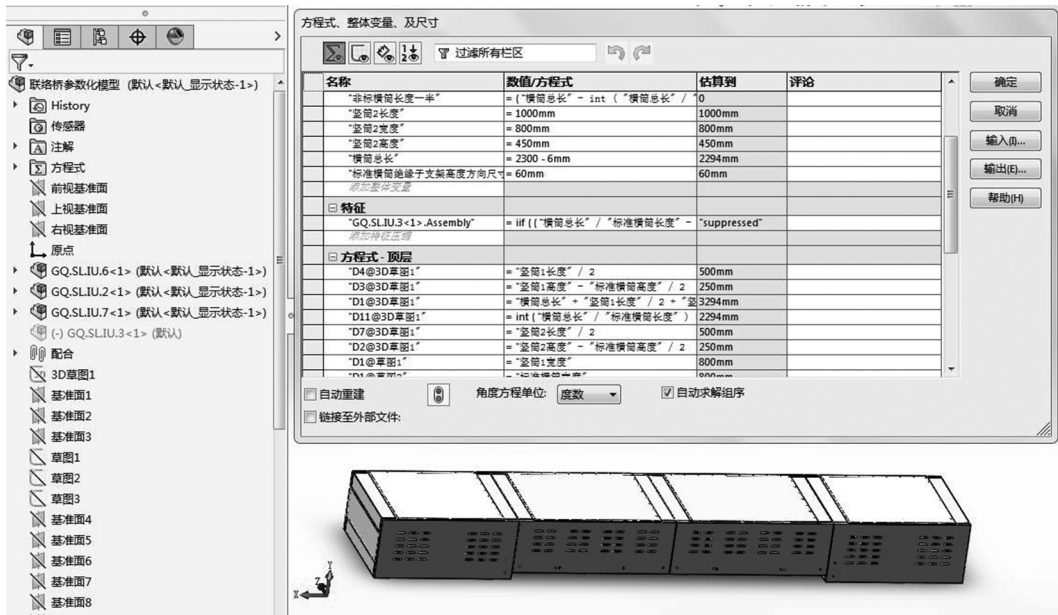 联络桥参数化模型 (默认<默认_显示状态-1>)
History
传感器
注解
方程式
前视基准面
上视基准面
右视基准面
原点
GQ.SL.IU.6<1> (默认<默认_显示状态-1>)
GQ.SL.IU.2<1> (默认<默认_显示状态-1>)
GQ.SL.IU.7<1> (默认<默认_显示状态-1>)
(-) GQ.SL.IU.3<1> (默认)
配合
3D草图1
基准面1
基准面2
基准面3
草图1
草图2
草图3
基准面4
基准面5
基准面6
基准面7
基准面8
方程式、整体变量、及尺寸
过滤所有栏区
名称 数值/方程式 估算到 评论
"非标横筒长度一半" = ( "横筒总长" - int ( "横筒总长" / " 0
"竖筒2长度" = 1000mm 1000mm
"竖筒2宽度" = 800mm 800mm
"竖筒2高度" = 450mm 450mm
"横筒总长" = 2300 - 6mm 2294mm
"标准横筒绝缘子支架高度方向尺寸 = 60mm 60mm
添加整体变量
特征
"GQ.SL.IU.3<1>.Assembly" = iif ( ( "横筒总长" / "标准横筒长度" - "suppressed"
添加特征压缩
方程式 - 顶层
"D4@3D草图1" = "竖筒1长度" / 2 500mm
"D3@3D草图1" = "竖筒1高度" - "标准横筒高度" / 2 250mm
"D1@3D草图1" = "横筒总长" + "竖筒1长度" / 2 + "竖 3294mm
"D11@3D草图1" = int ( "横筒总长" / "标准横筒长度" ) 2294mm
"D7@3D草图1" = "竖筒2长度" / 2 500mm
"D2@3D草图1" = "竖筒2高度" - "标准横筒高度" / 2 250mm
"D1@草图1" = "竖筒1宽度" 800mm
"D1@草图2" = "标准横筒宽度" 800mm
确定
取消
输入(I)...
输出(E)...
帮助(H)
自动重建 角度方程单位: 度数 自动求解组序
链接至外部文件:
Y
Z
X